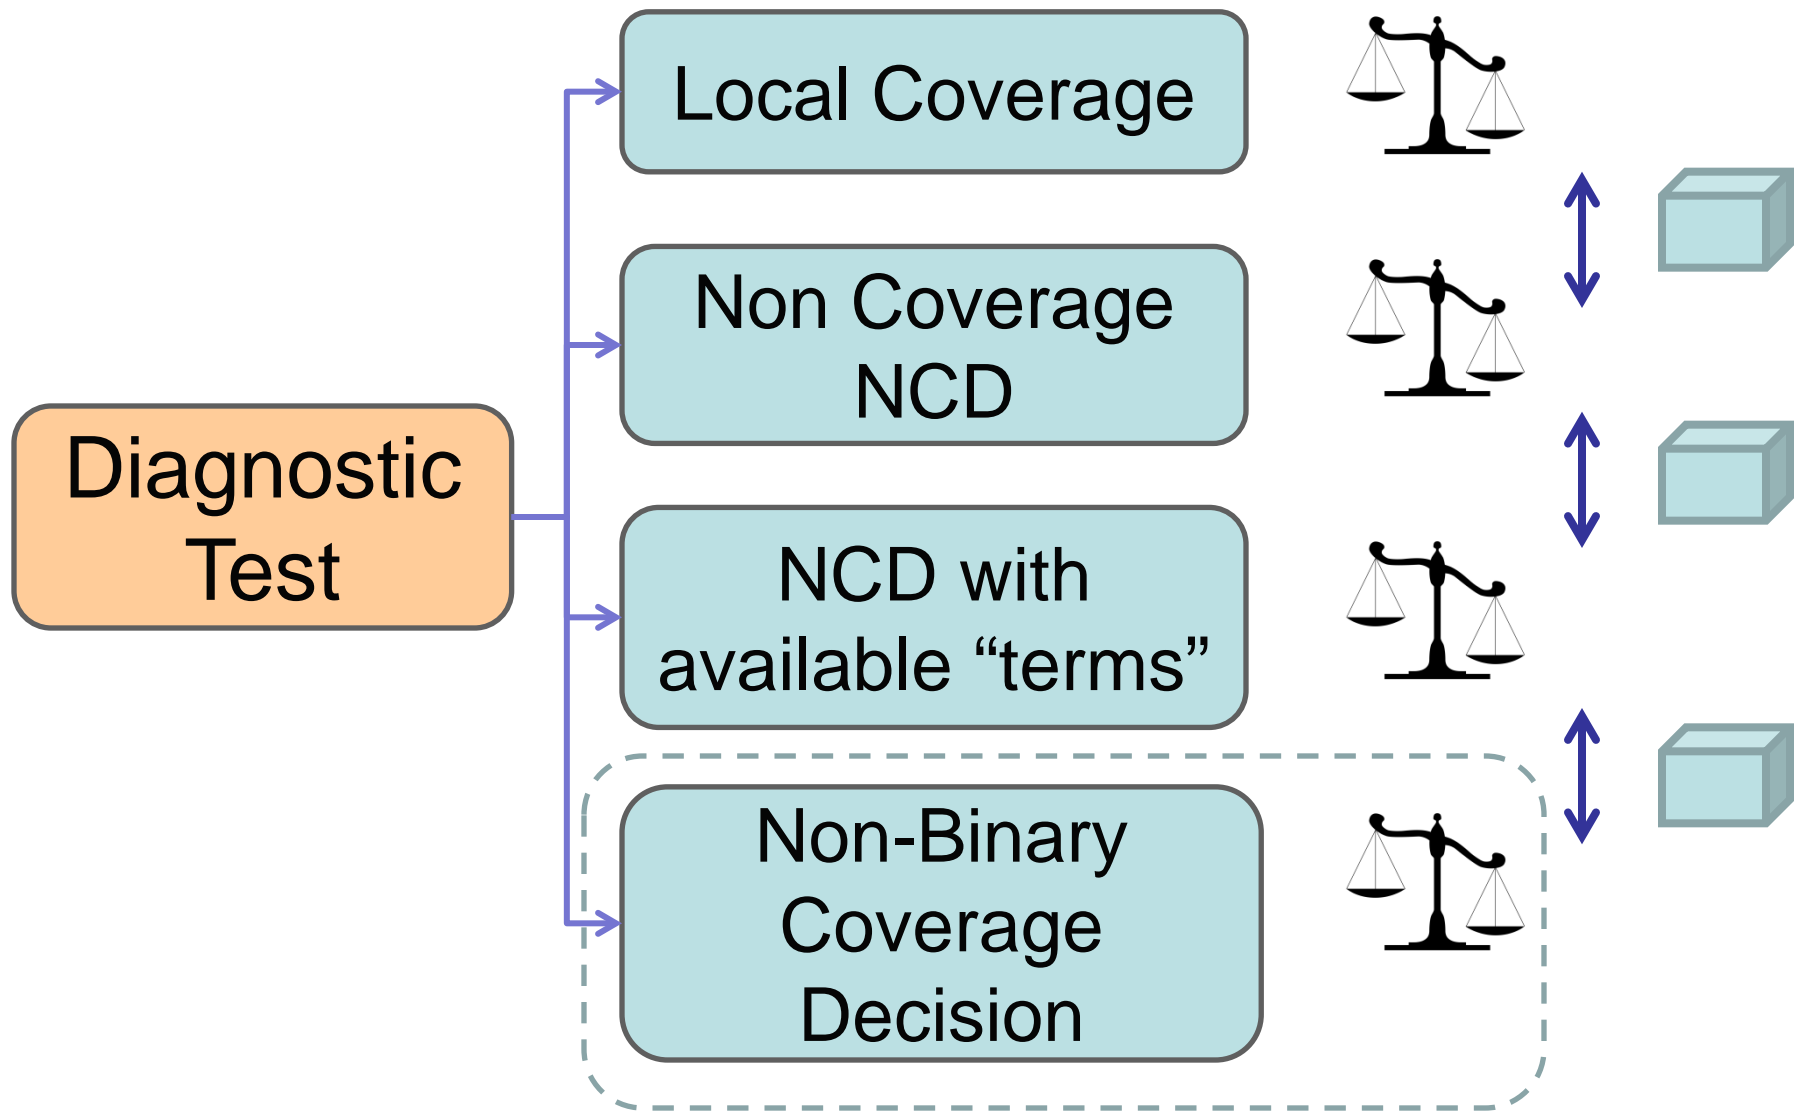 Local Coverage
Non Coverage
NCD
Diagnostic
Test
NCD with
available “terms”
Non-Binary
Coverage
Decision